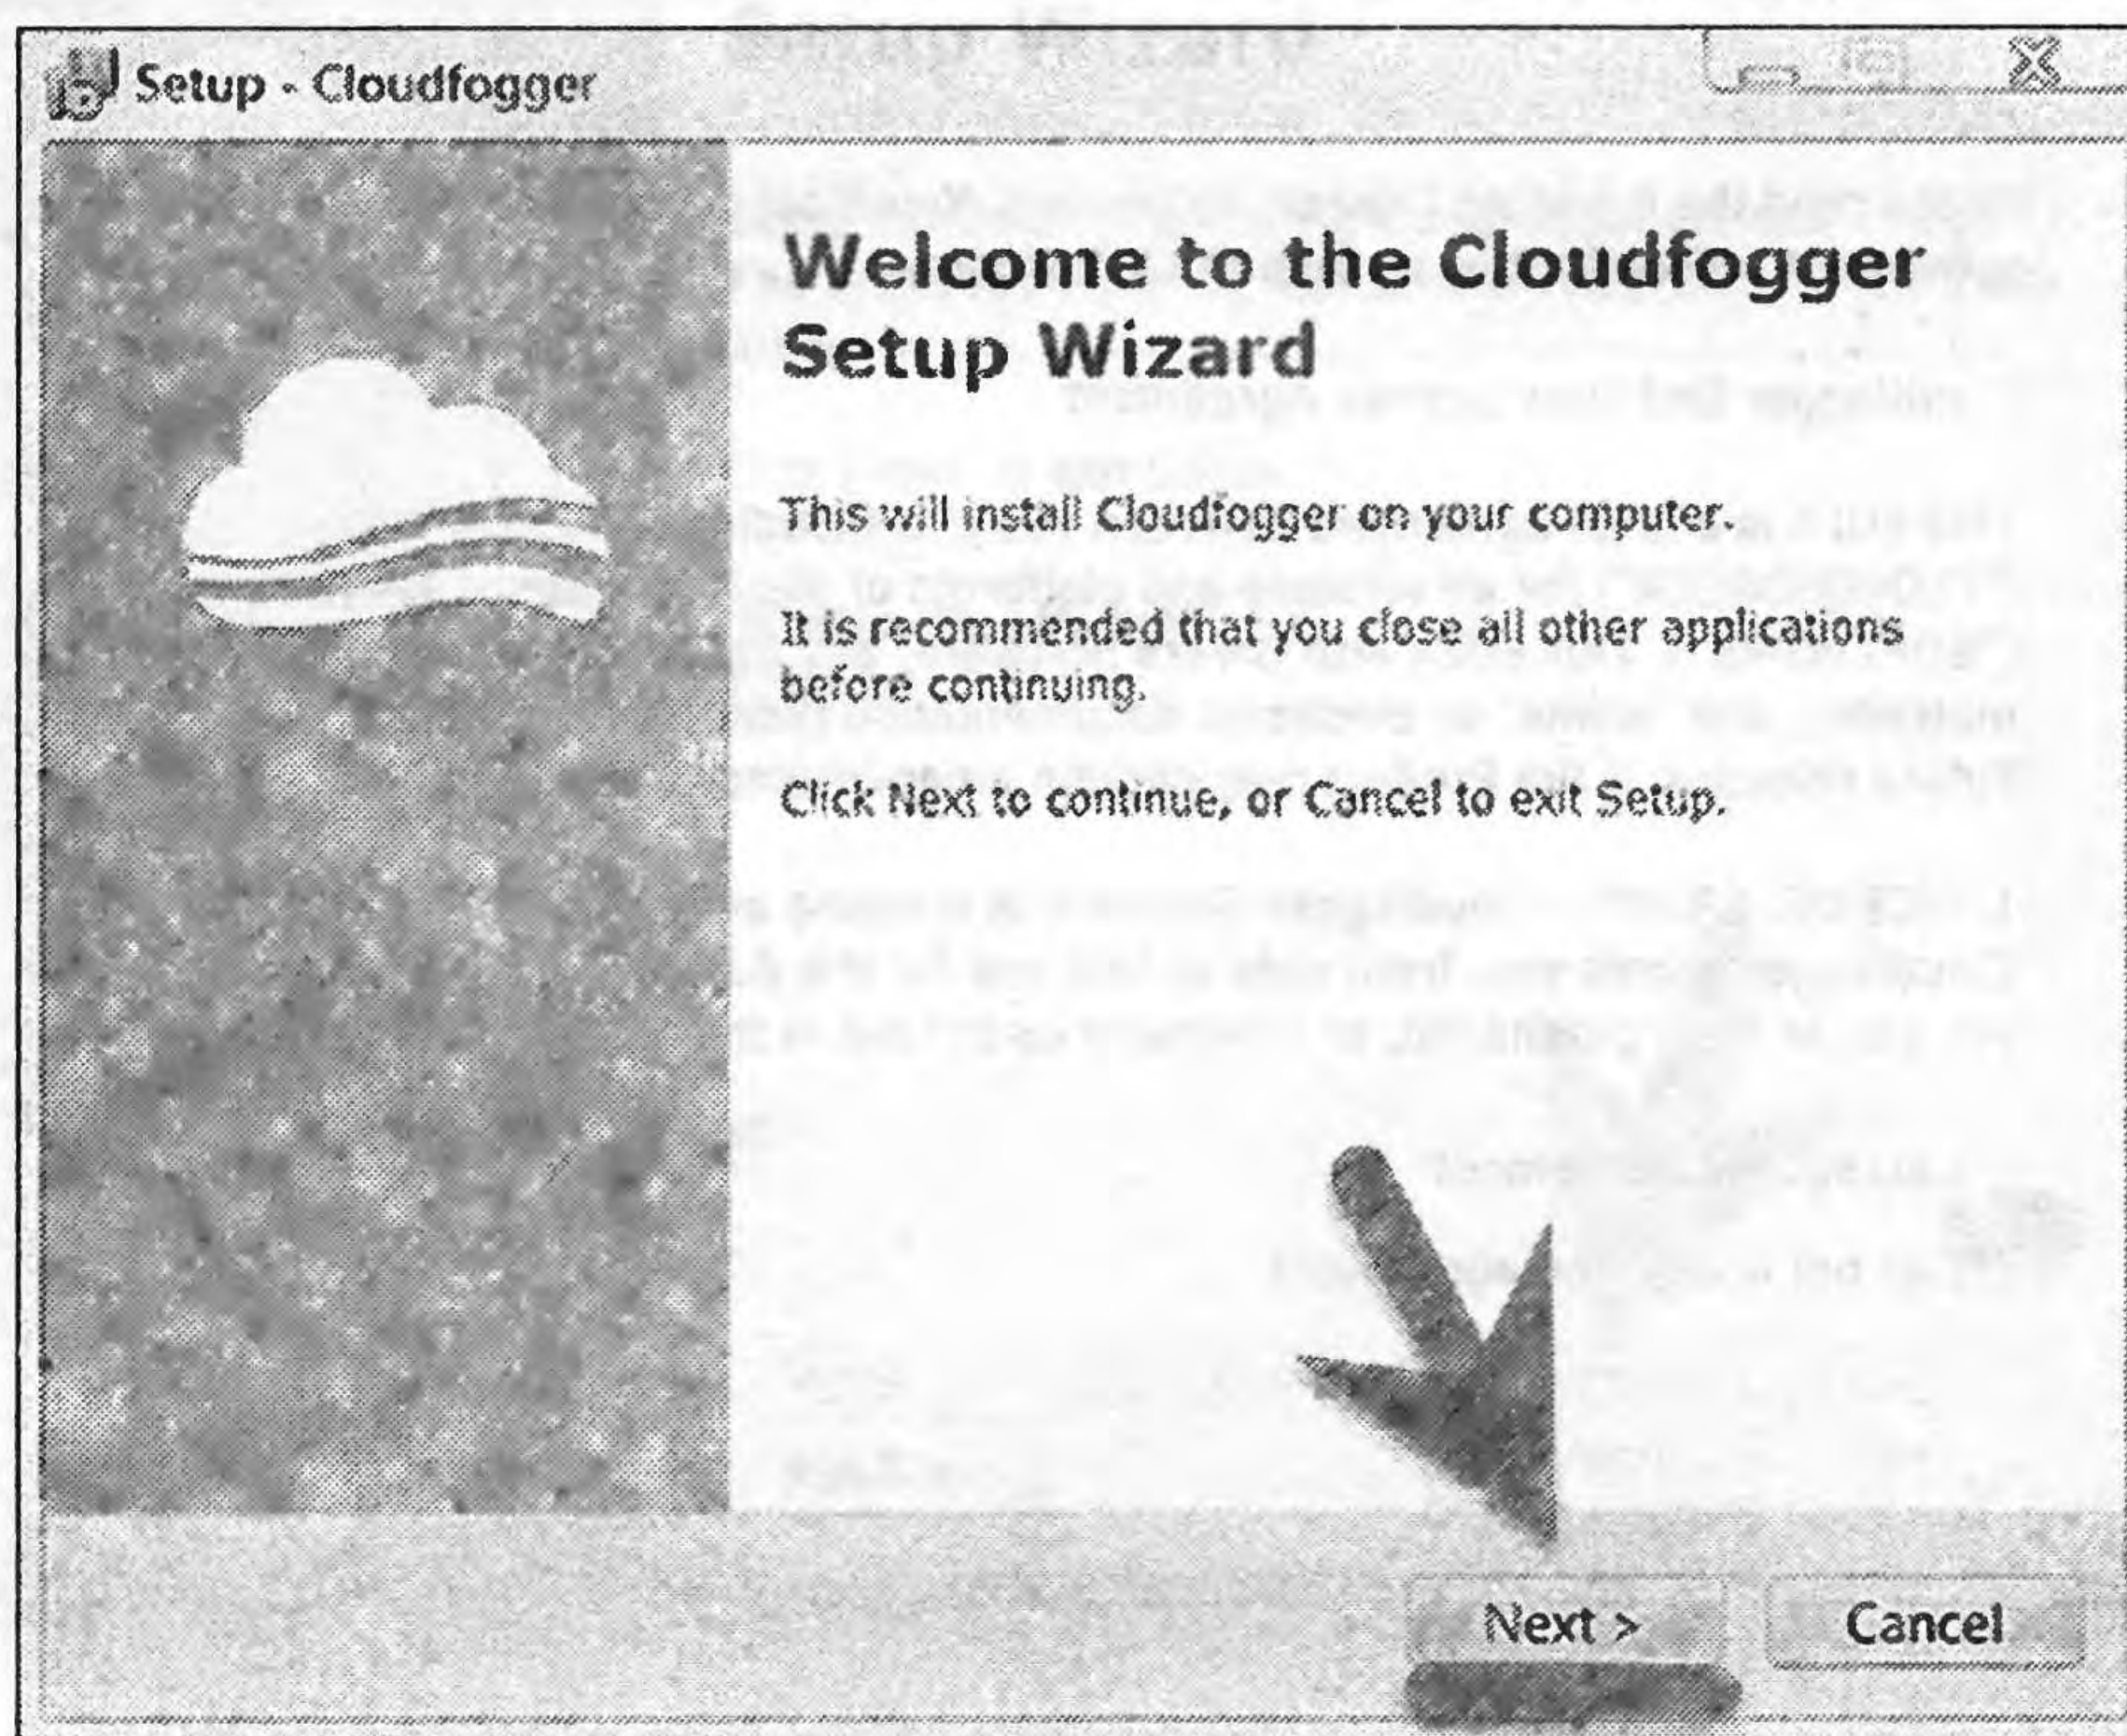 Setup - Cloudfogger
Welcome to the Cloudfogger
Setup Wizard
This will install Cloudfogger on your computer.
It is recommended that you close all other applications
before continuing.
Click Next to continue, or Cancel to exit Setup.
Next >
Cancel